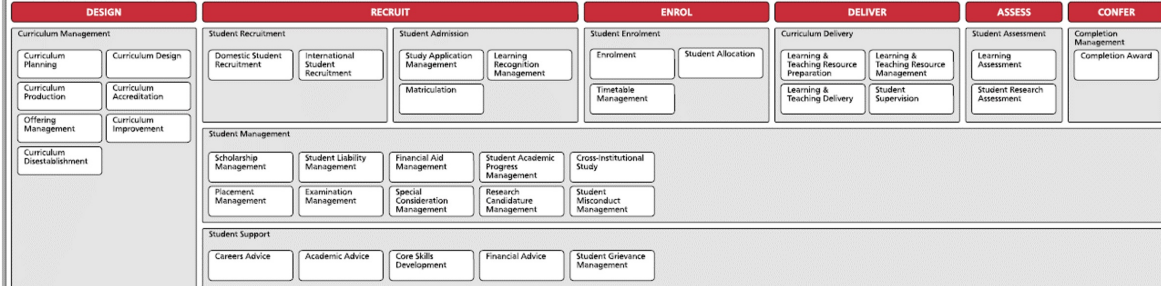 DESIGN
RECRUIT
ENROL
DELIVER
ASSESS
CONFER
Curriculum Management
Curriculum
Planning
Curriculum Design
Curriculum
Production
Curriculum
Accreditation
Offering
Management
Curriculum
Improvement
Curriculum
Disestablishment
Student Recruitment
Domestic Student
Recruitment
International
Student
Recruitment
Student Admission
Study Application
Management
Learning
Recognition
Management
Matriculation
Student Enrolment
Enrolment
Student Allocation
Timetable
Management
Curriculum Delivery
Learning &
Teaching Resource
Preparation
Learning &
Teaching Resource
Management
Learning &
Teaching Delivery
Student
Supervision
Student Assessment
Learning
Assessment
Student Research
Assessment
Completion
Management
Completion Award
Student Management
Scholarship
Management
Student Liability
Management
Financial Aid
Management
Student Academic
Progress
Management
Cross-Institutional
Study
Placement
Management
Examination
Management
Special
Consideration
Management
Research
Candidature
Management
Student
Misconduct
Management
Student Support
Careers Advice
Academic Advice
Core Skills
Development
Financial Advice
Student Grievance
Management